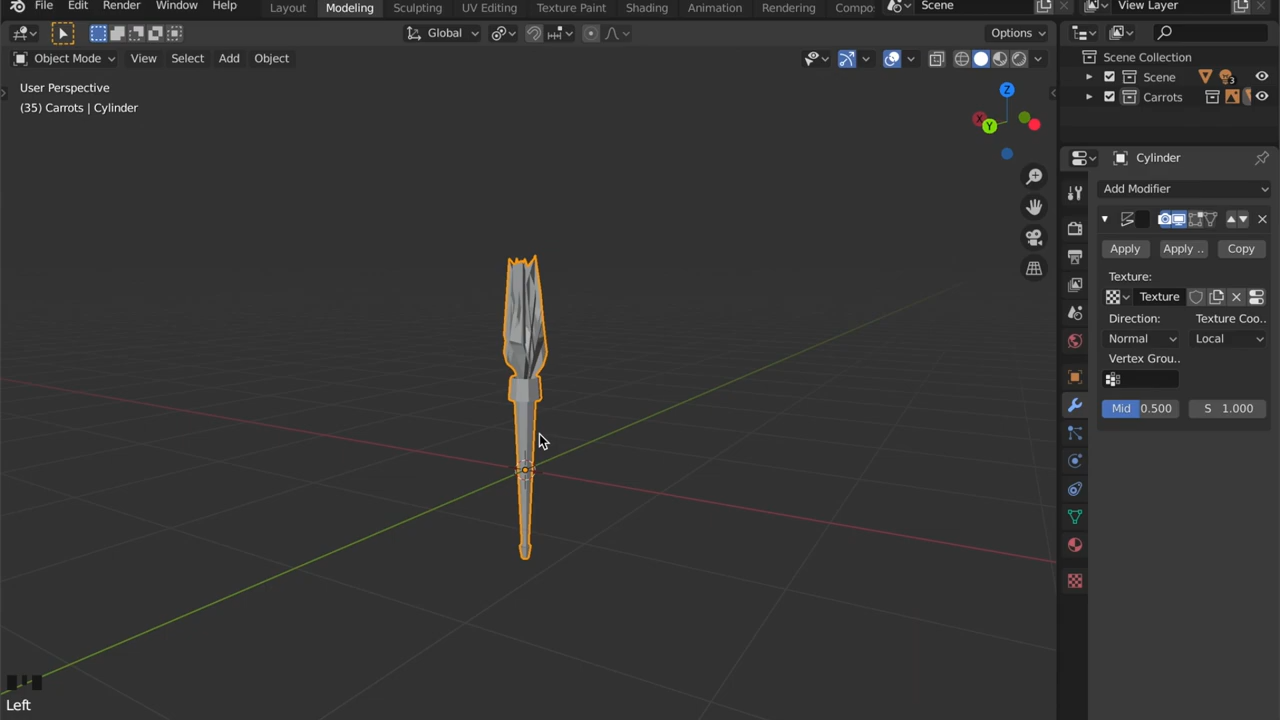 File Edit Render Window Help
Layout Modeling Sculpting UV Editing Texture Paint Shading Animation Rendering Compo
Scene
View Layer
Global
Options
Object Mode View Select Add Object
User Perspective
(35) Carrots | Cylinder
Z
X
Y
Scene Collection
Scene
3
Carrots
Cylinder
Add Modifier
Apply
Apply ..
Copy
Texture:
Texture
Direction:
Texture Coo..
Normal
Local
Vertex Grou..
Mid 0.500
S 1.000
Left